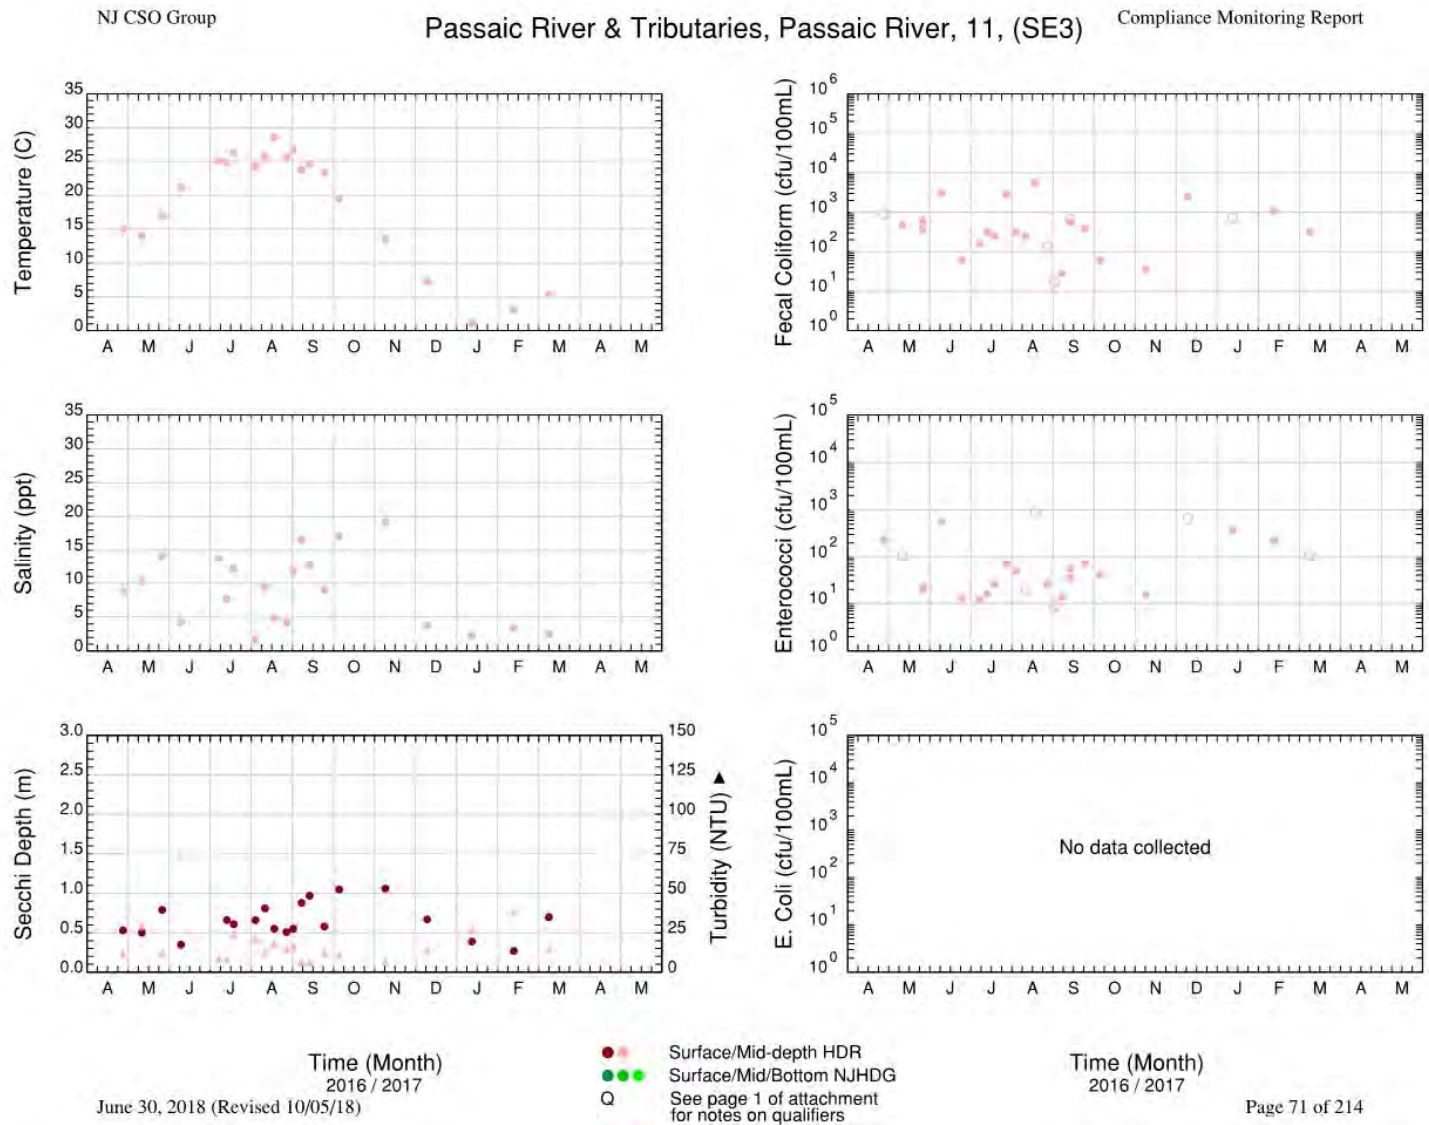 NJ CSO Group
Passaic River & Tributaries, Passaic River, 11, (SE3)
Compliance Monitoring Report
Temperature (C)
35
30
25
20
15
10
5
0
A M J J A S O N D J F M A M
Fecal Coliform (cfu/100mL)
10^6
10^5
10^4
10^3
10^2
10^1
10^0
A M J J A S O N D J F M A M
Salinity (ppt)
35
30
25
20
15
10
5
0
A M J J A S O N D J F M A M
Enterococci (cfu/100mL)
10^5
10^4
10^3
10^2
10^1
10^0
A M J J A S O N D J F M A M
Secchi Depth (m)
3.0
2.5
2.0
1.5
1.0
0.5
0.0
150
125
100
75
50
25
0
Turbidity (NTU) ▲
A M J J A S O N D J F M A M
E. Coli (cfu/100mL)
10^5
10^4
10^3
10^2
10^1
10^0
No data collected
A M J J A S O N D J F M A M
Time (Month)
2016 / 2017
Surface/Mid-depth HDR
Surface/Mid/Bottom NJHDG
Q See page 1 of attachment
for notes on qualifiers
Time (Month)
2016 / 2017
June 30, 2018 (Revised 10/05/18)
Page 71 of 214